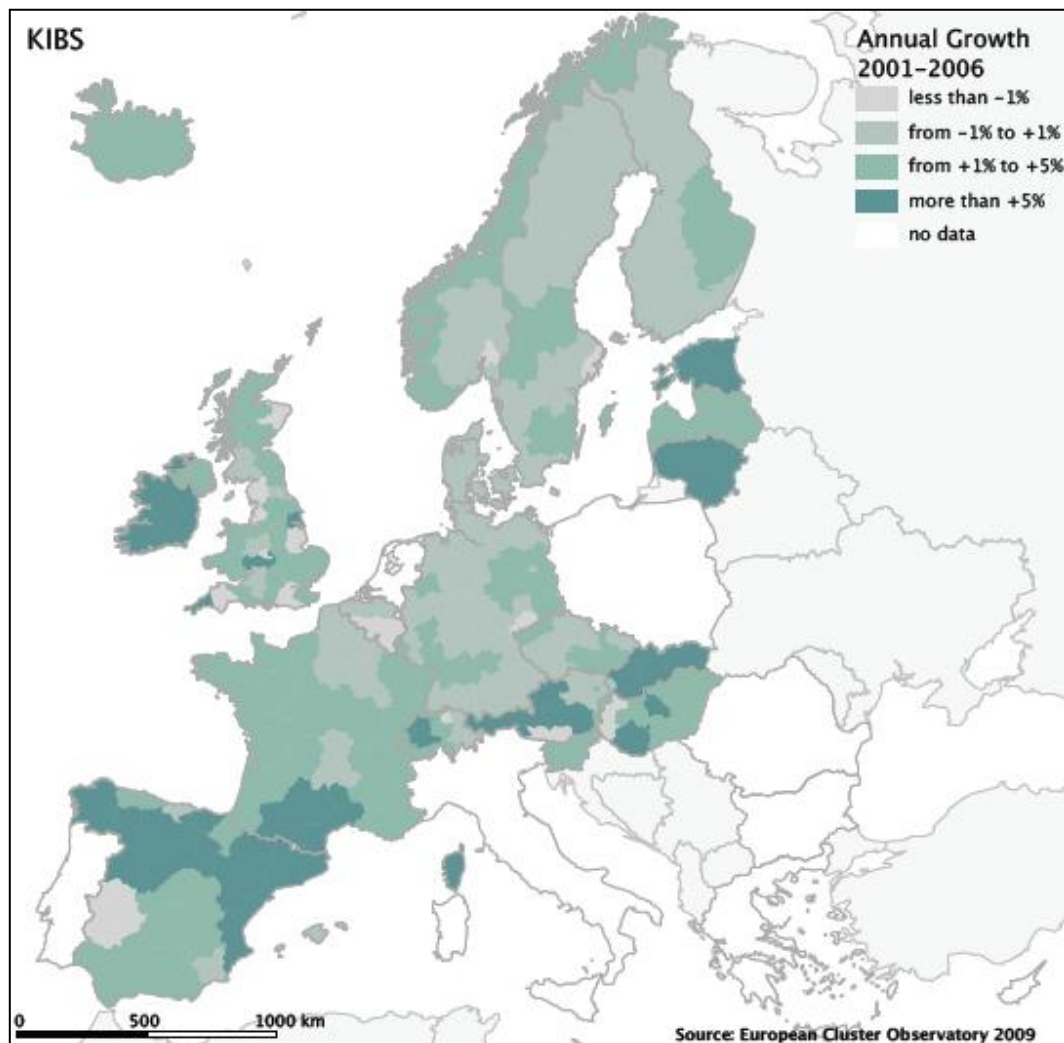 KIBS
Annual Growth
2001-2006
less than -1%
from -1% to +1%
from +1% to +5%
more than +5%
no data
0 500 1000 km
Source: European Cluster Observatory 2009